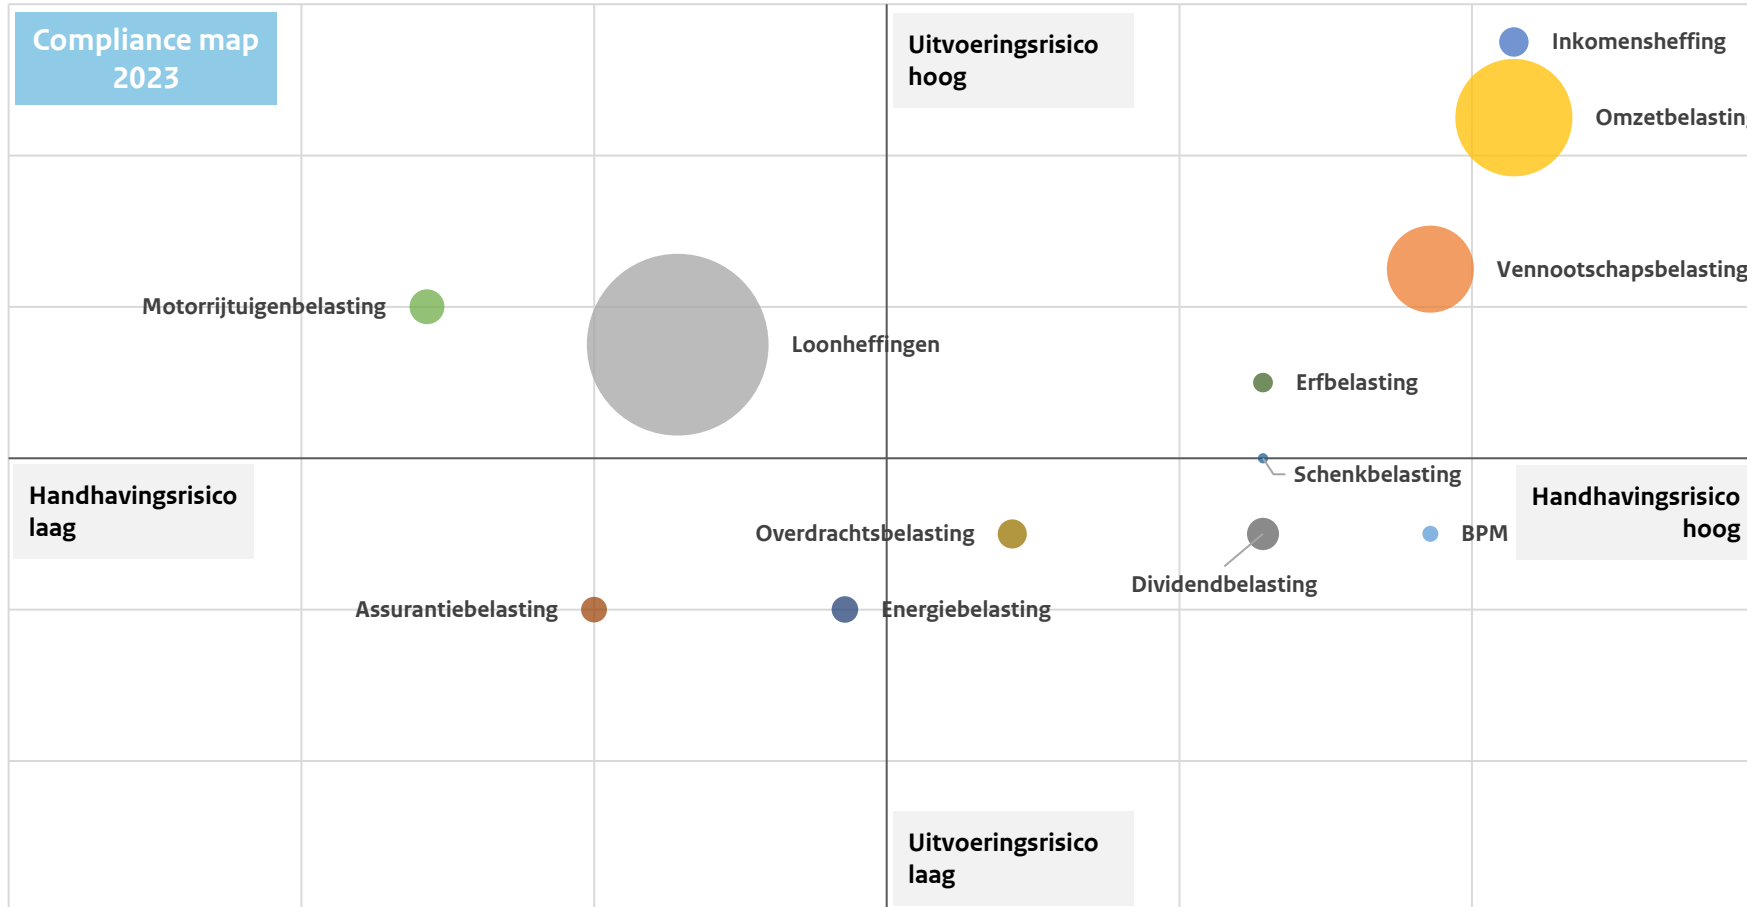 Compliance map
2023
Uitvoeringsrisico
hoog
Inkomensheffing
Omzetbelasting
Vennootschapsbelasting
Motorrijtuigenbelasting
Loonheffingen
Erfbelasting
Schenkbelasting
Handhavingsrisico
laag
Handhavingsrisico
hoog
Overdrachtsbelasting
BPM
Dividendbelasting
Assurantiebelasting
Energiebelasting
Uitvoeringsrisico
laag